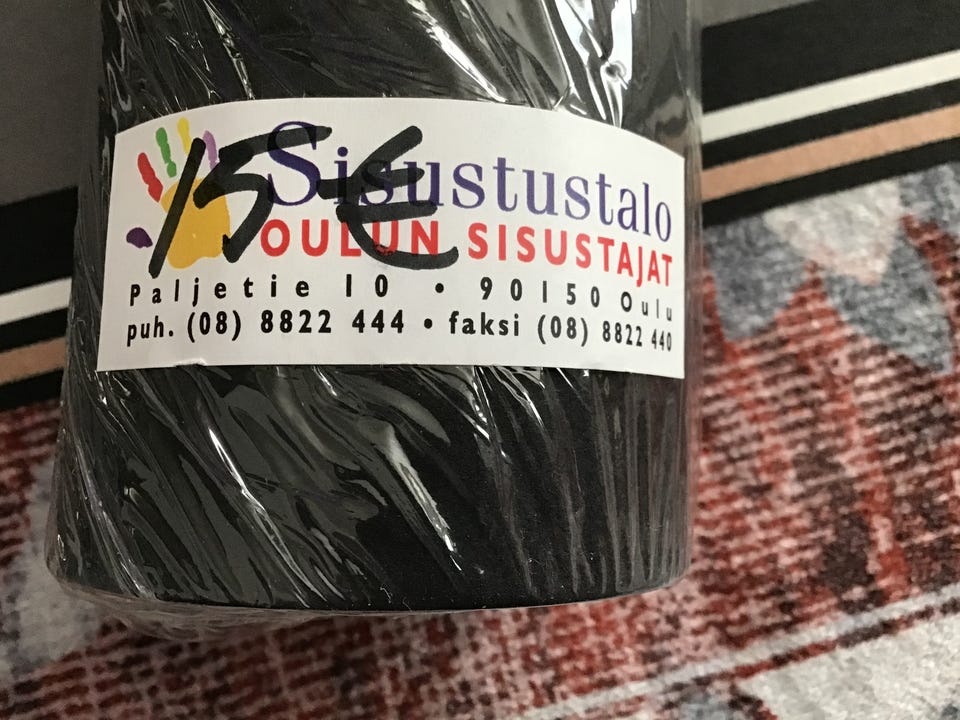 15 €
Sisustustalo
OULUN SISUSTAJAT
Paljetie 10 • 90150 Oulu
puh. (08) 8822 444 • faksi (08) 8822 440